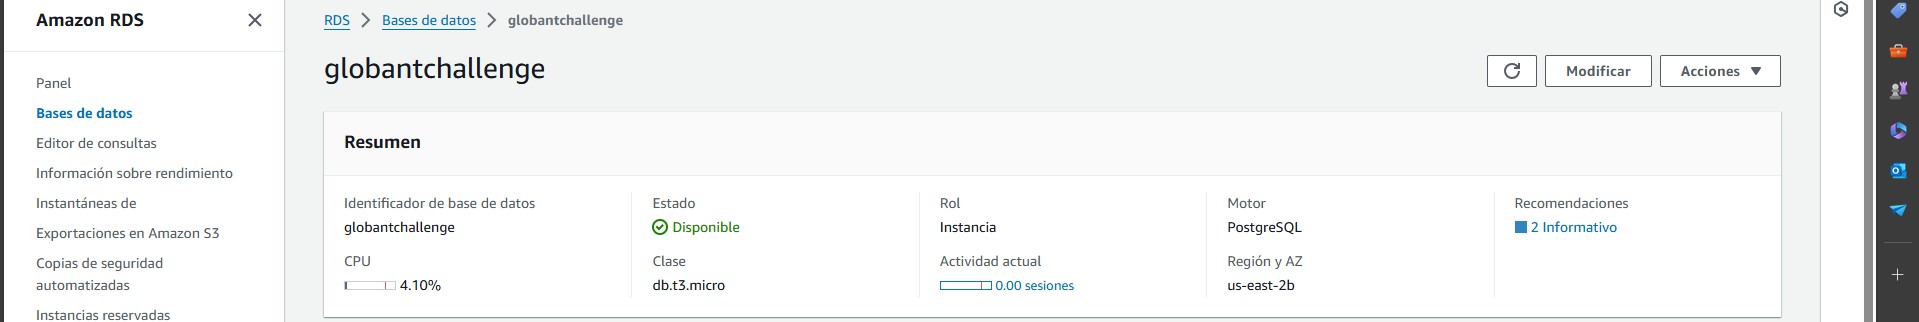 Amazon RDS
Panel
Bases de datos
Editor de consultas
Información sobre rendimiento
Instantáneas de
Exportaciones en Amazon S3
Copias de seguridad
automatizadas
Instancias reservadas
RDS > Bases de datos > globantchallenge
globantchallenge
Modificar
Acciones
Resumen
Identificador de base de datos
globantchallenge
CPU
4.10%
Estado
Disponible
Clase
db.t3.micro
Rol
Instancia
Actividad actual
0.00 sesiones
Motor
PostgreSQL
Región y AZ
us-east-2b
Recomendaciones
2 Informativo